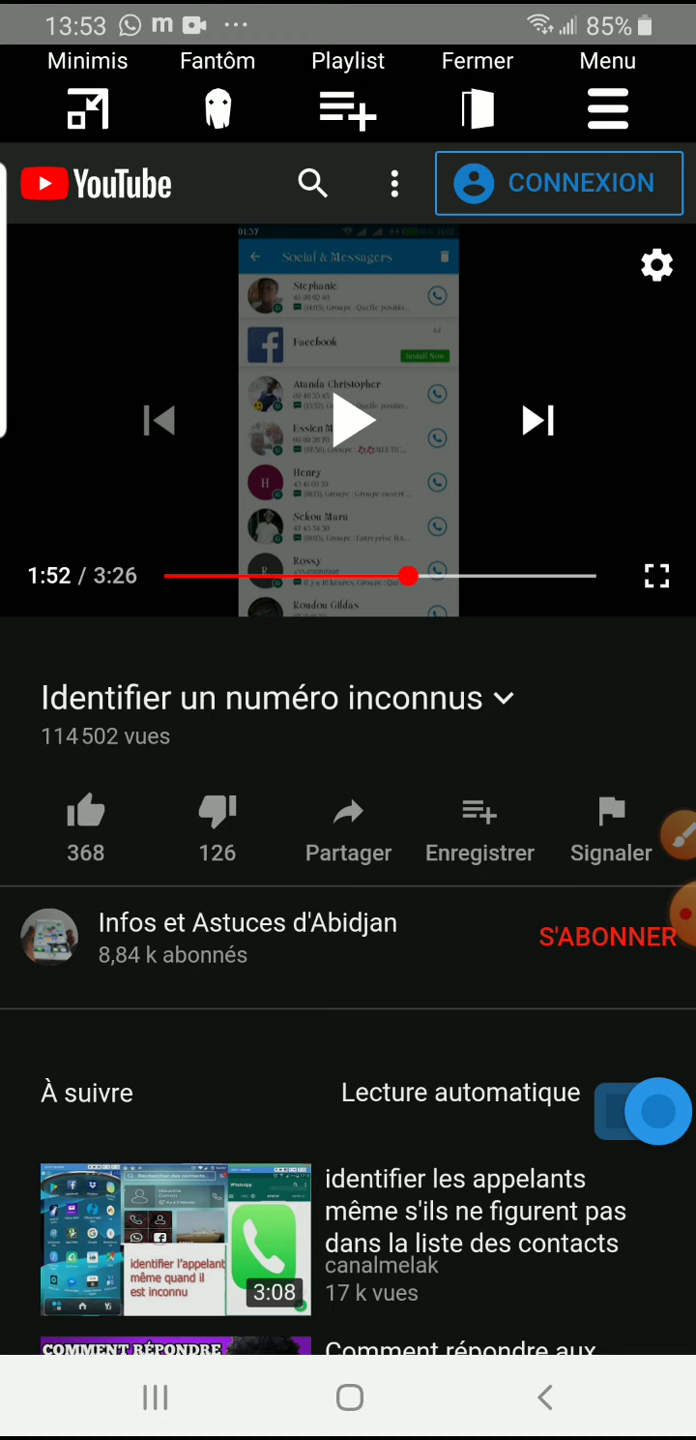 13:53
85%
Minimis Fantôm Playlist Fermer Menu
YouTube
CONNEXION
01:57
Social & Messagers
Stephanie
Facebook
Ad
Install Now
Atanda Christopher
Essien
Henry
H
Sekou Mara
Rossy
R
Koudou Gildas
1:52 / 3:26
Identifier un numéro inconnus
114 502 vues
368 126 Partager Enregistrer Signaler
Infos et Astuces d'Abidjan
8,84 k abonnés
S'ABONNER
À suivre
Lecture automatique
identifier l'appelant
même quand il
est inconnu
3:08
identifier les appelants
même s'ils ne figurent pas
dans la liste des contacts
canalmelak
17 k vues
COMMENT RÉPONDRE
Comment répondre aux